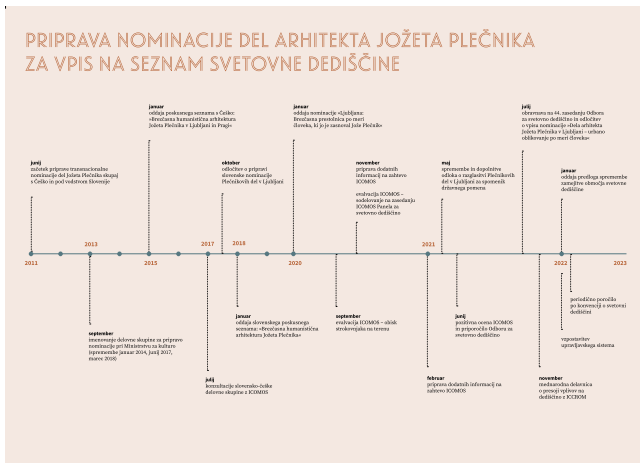 PRIPRAVA NOMINACIJE DEL ARHITEKTA JOŽETA PLEČNIKA
ZA VPIS NA SEZNAM SVETOVNE DEDIŠČINE
januar
oddaja poskusnega seznama s Češko:
»Brezčasna humanistična arhitektura
Jožeta Plečnika v Ljubljani in Pragi«
januar
oddaja nominacije »Ljubljana:
Brezčasna prestolnica po meri
človeka, ki jo je zasnoval Jože Plečnik«
julij
obravnava na 44. zasedanju Odbora
za svetovno dediščino in odločitev
o vpisu nominacije »Dela arhitekta
Jožeta Plečnika v Ljubljani – urbano
oblikovanje po meri človeka«
junij
začetek priprave transnacionalne
nominacije del Jožeta Plečnika skupaj
s Češko in pod vodstvom Slovenije
oktober
odločitev o pripravi
slovenske nominacije
Plečnikovih del v Ljubljani
november
priprava dodatnih
informacij na zahtevo
ICOMOS
evalvacija ICOMOS –
sodelovanje na zasedanju
ICOMOS Panela za
svetovno dediščino
maj
spremembe in dopolnitve
odloka o razglasitvi Plečnikovih
del v Ljubljani za spomenik
državnega pomena
januar
oddaja predloga spremembe
zamejitve območja svetovne
dediščine
2011
2013
2015
2017
2018
2020
2021
2022
2023
september
imenovanje delovne skupine za pripravo
nominacije pri Ministrstvu za kulturo
(spremembe januar 2014, junij 2017,
marec 2018)
julij
konzultacije slovensko-češke
delovne skupine z ICOMOS
januar
oddaja slovenskega poskusnega
seznama: »Brezčasna humanistična
arhitektura Jožeta Plečnika«
september
evalvacija ICOMOS – obisk
strokovnjaka na terenu
februar
priprava dodatnih informacij na
zahtevo ICOMOS
junij
pozitivna ocena ICOMOS
in priporočilo Odboru za
svetovno dediščino
november
mednarodna delavnica
o presoji vplivov na
dediščino z ICCROM
vzpostavitev
upravljavskega sistema
periodično poročilo
po konvenciji o svetovni
dediščini